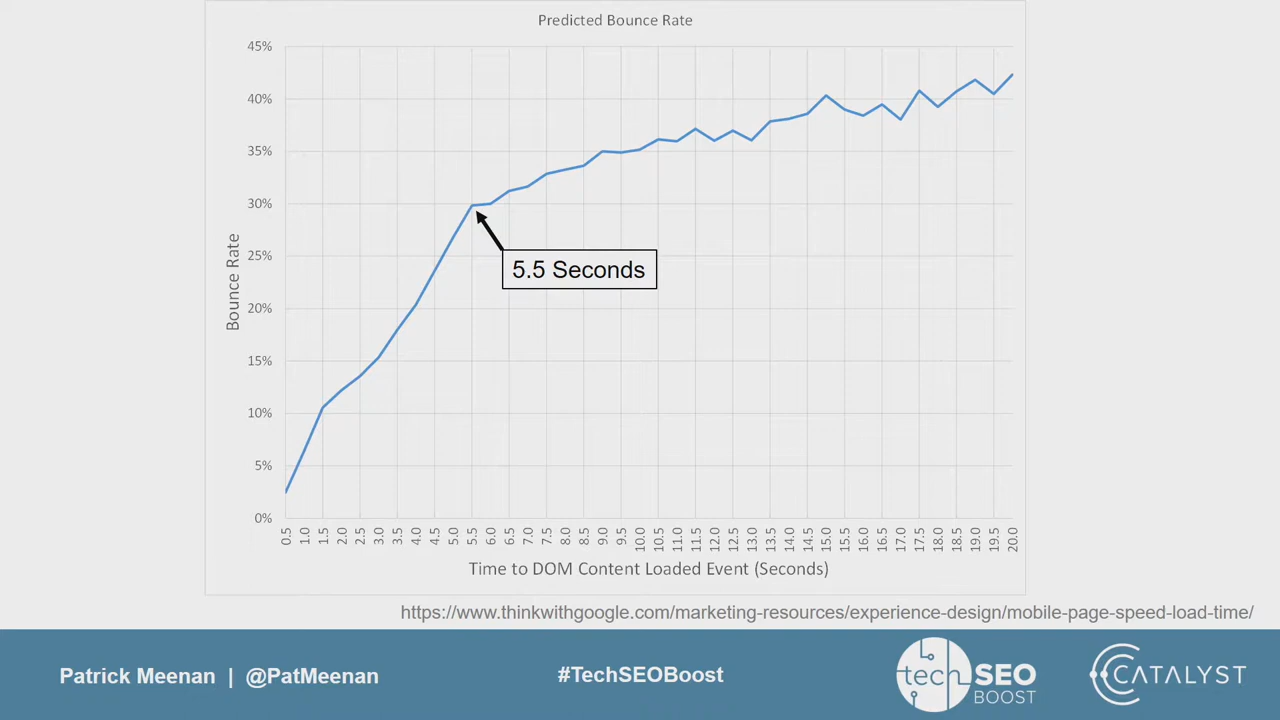 Predicted Bounce Rate
45%
40%
35%
30%
25%
20%
15%
10%
5%
0%
Bounce Rate
5.5 Seconds
0.5 1.0 1.5 2.0 2.5 3.0 3.5 4.0 4.5 5.0 5.5 6.0 6.5 7.0 7.5 8.0 8.5 9.0 9.5 10.0 10.5 11.0 11.5 12.0 12.5 13.0 13.5 14.0 14.5 15.0 15.5 16.0 16.5 17.0 17.5 18.0 18.5 19.0 19.5 20.0
Time to DOM Content Loaded Event (Seconds)
https://www.thinkwithgoogle.com/marketing-resources/experience-design/mobile-page-speed-load-time/
Patrick Meenan | @PatMeenan
#TechSEOBoost
tech SEO
BOOST
CATALYST